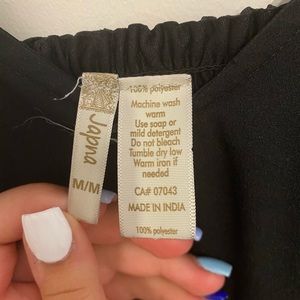 Japna
M/M
100% polyester
Machine wash
warm
Use soap or
mild detergent
Do not bleach
Tumble dry low
Warm iron if
needed
CA# 07043
MADE IN INDIA
100% polyester